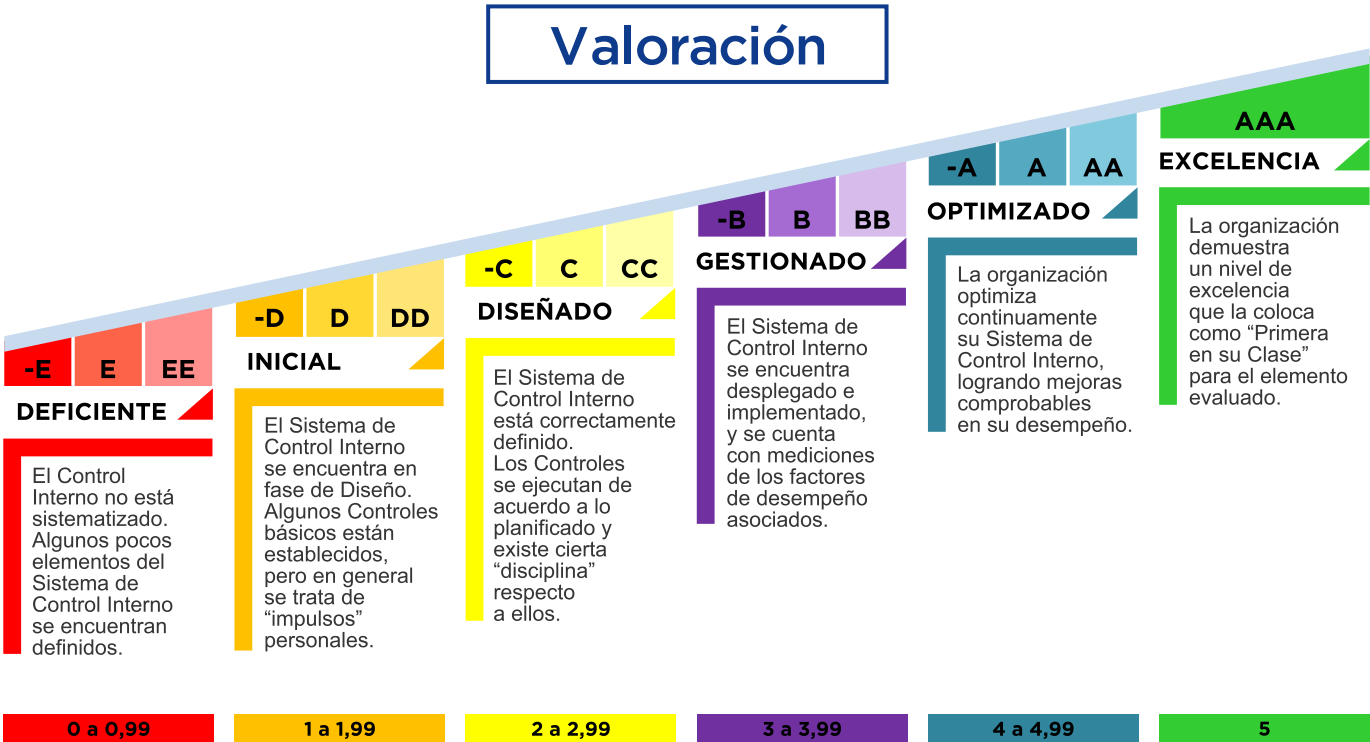 Valoración
-E E EE
DEFICIENTE
El Control
Interno no está
sistematizado.
Algunos pocos
elementos del
Sistema de
Control Interno
se encuentran
definidos.
0 a 0,99
-D D DD
INICIAL
El Sistema de
Control Interno
se encuentra en
fase de Diseño.
Algunos Controles
básicos están
establecidos,
pero en general
se trata de
“impulsos”
personales.
1 a 1,99
-C C CC
DISEÑADO
El Sistema de
Control Interno
está correctamente
definido.
Los Controles
se ejecutan de
acuerdo a lo
planificado y
existe cierta
“disciplina”
respecto
a ellos.
2 a 2,99
-B B BB
GESTIONADO
El Sistema de
Control Interno
se encuentra
desplegado e
implementado,
y se cuenta
con mediciones
de los factores
de desempeño
asociados.
3 a 3,99
-A A AA
OPTIMIZADO
La organización
optimiza
continuamente
su Sistema de
Control Interno,
logrando mejoras
comprobables
en su desempeño.
4 a 4,99
AAA
EXCELENCIA
La organización
demuestra
un nivel de
excelencia
que la coloca
como “Primera
en su Clase”
para el elemento
evaluado.
5